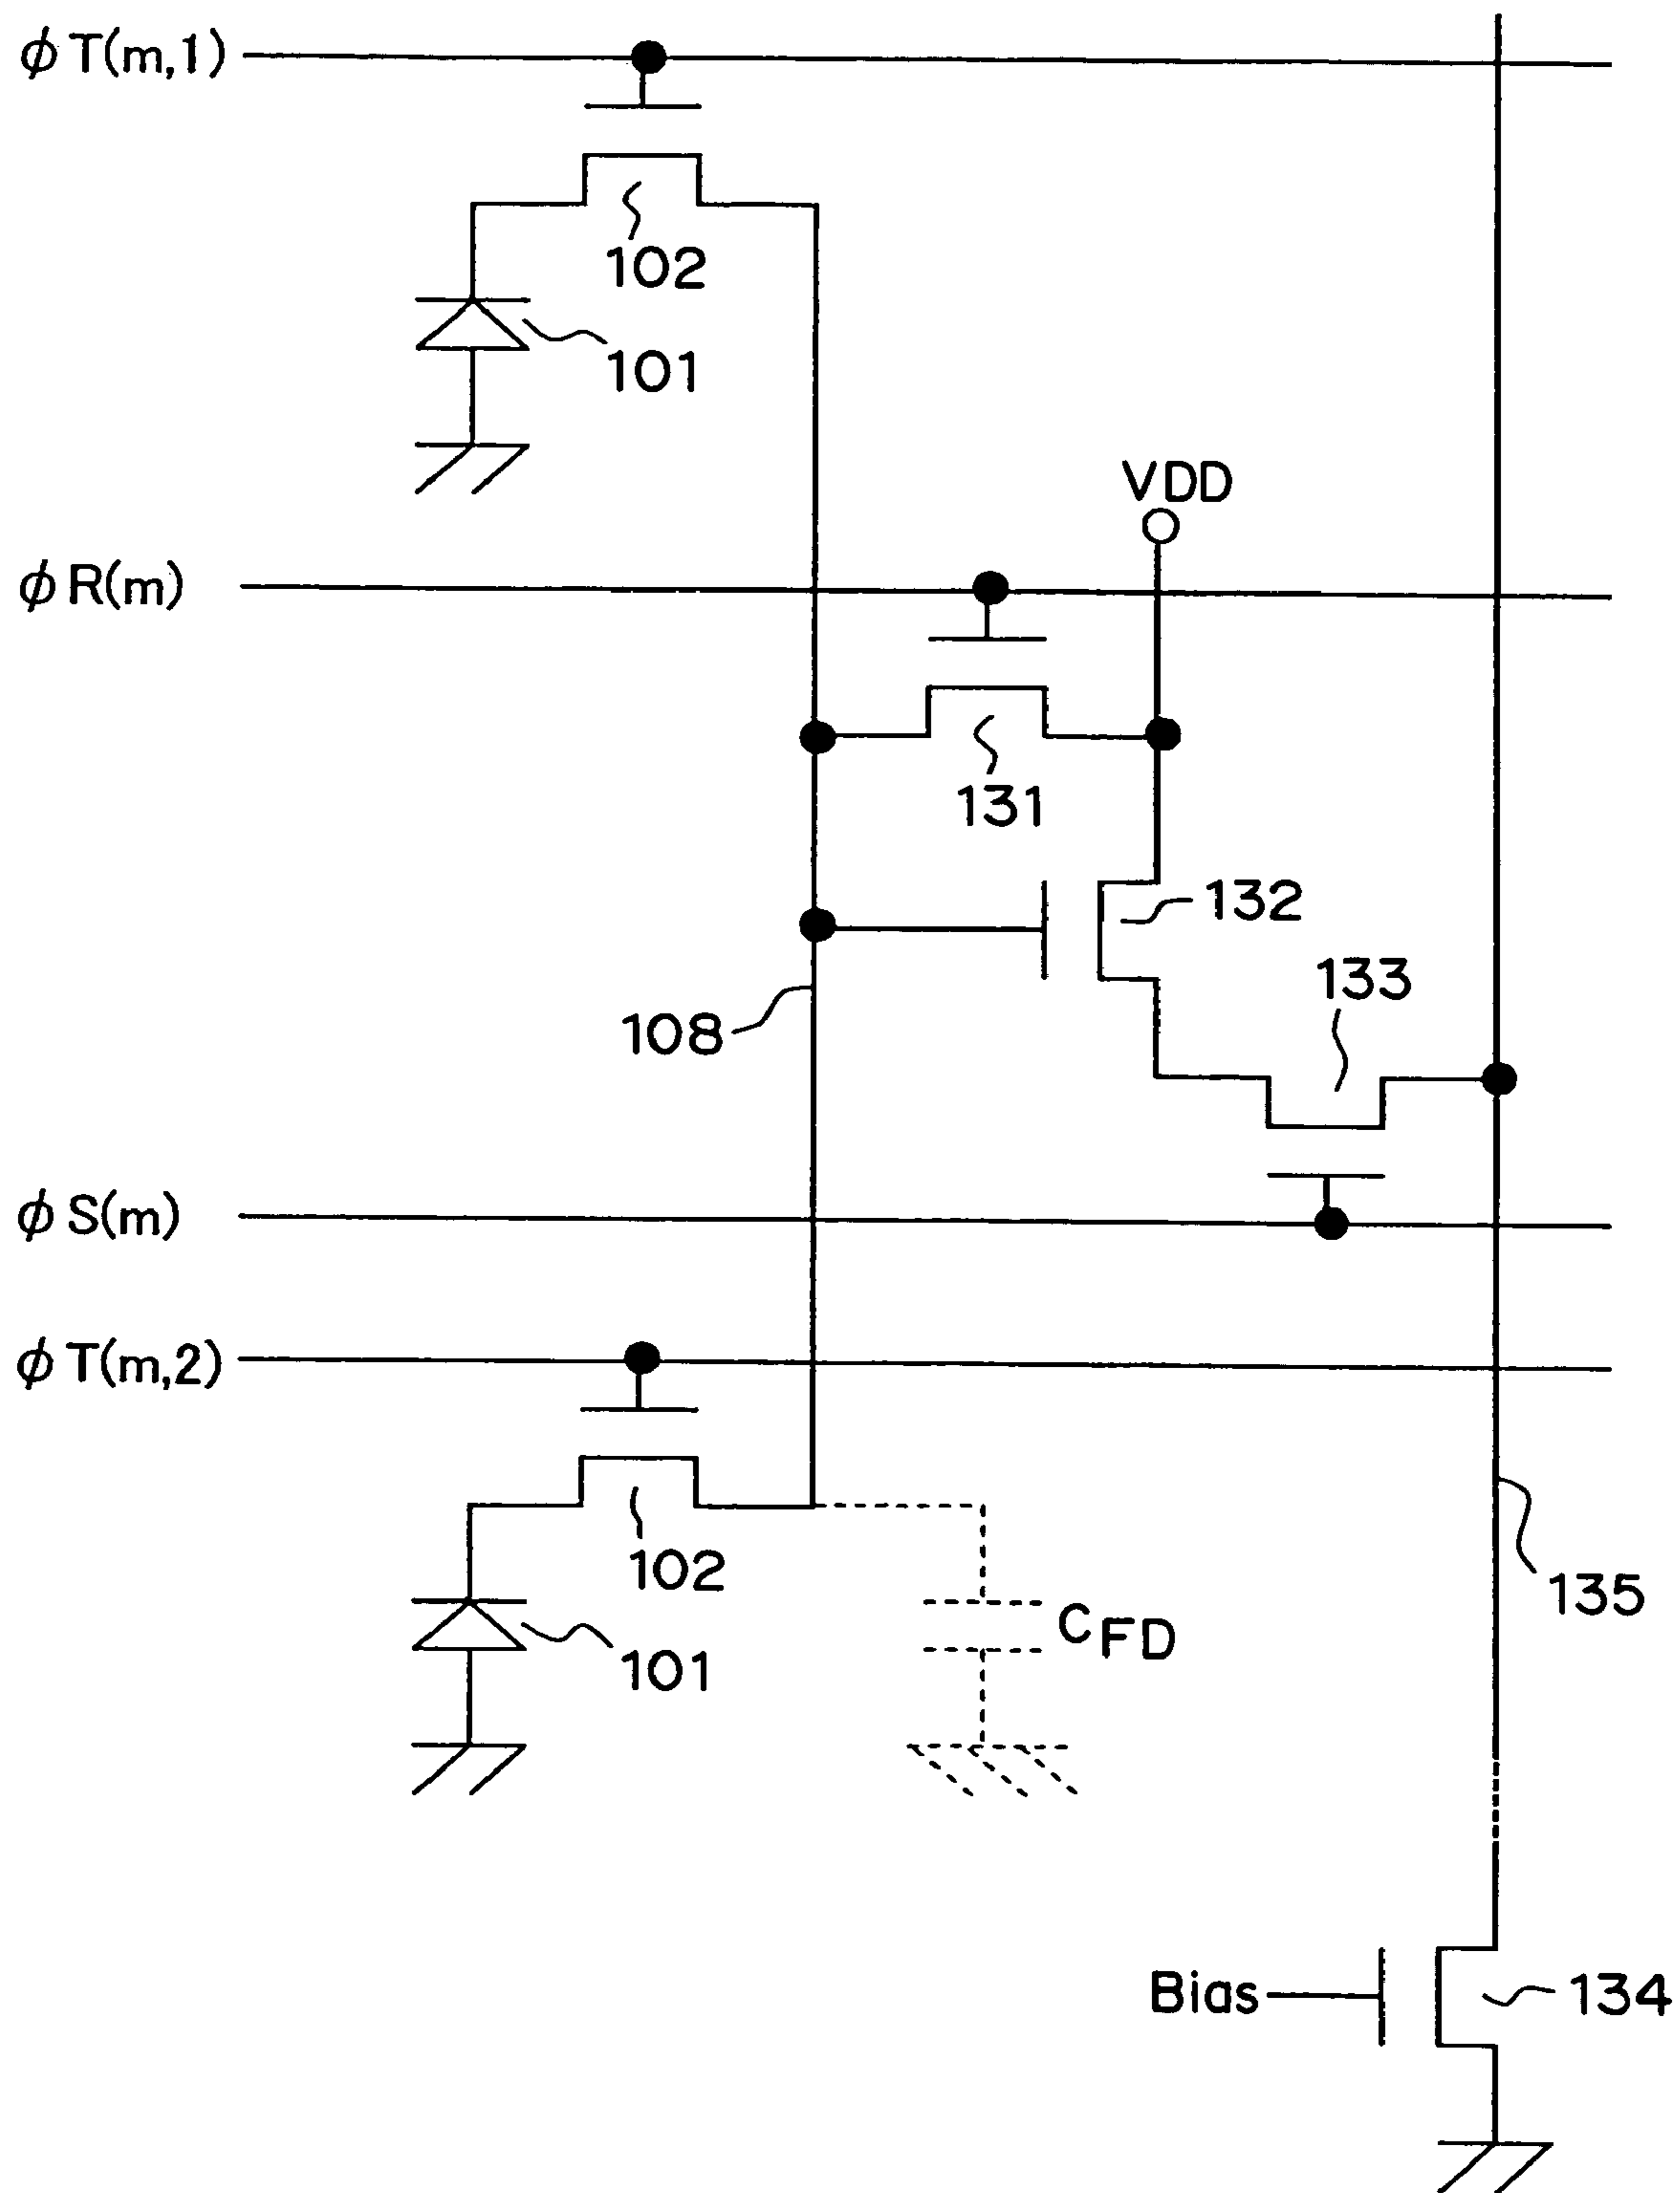 ϕT(m,1)
102
101
VDD
ϕR(m)
131
132
133
108
ϕS(m)
ϕT(m,2)
102
135
CFD
101
Bias
134